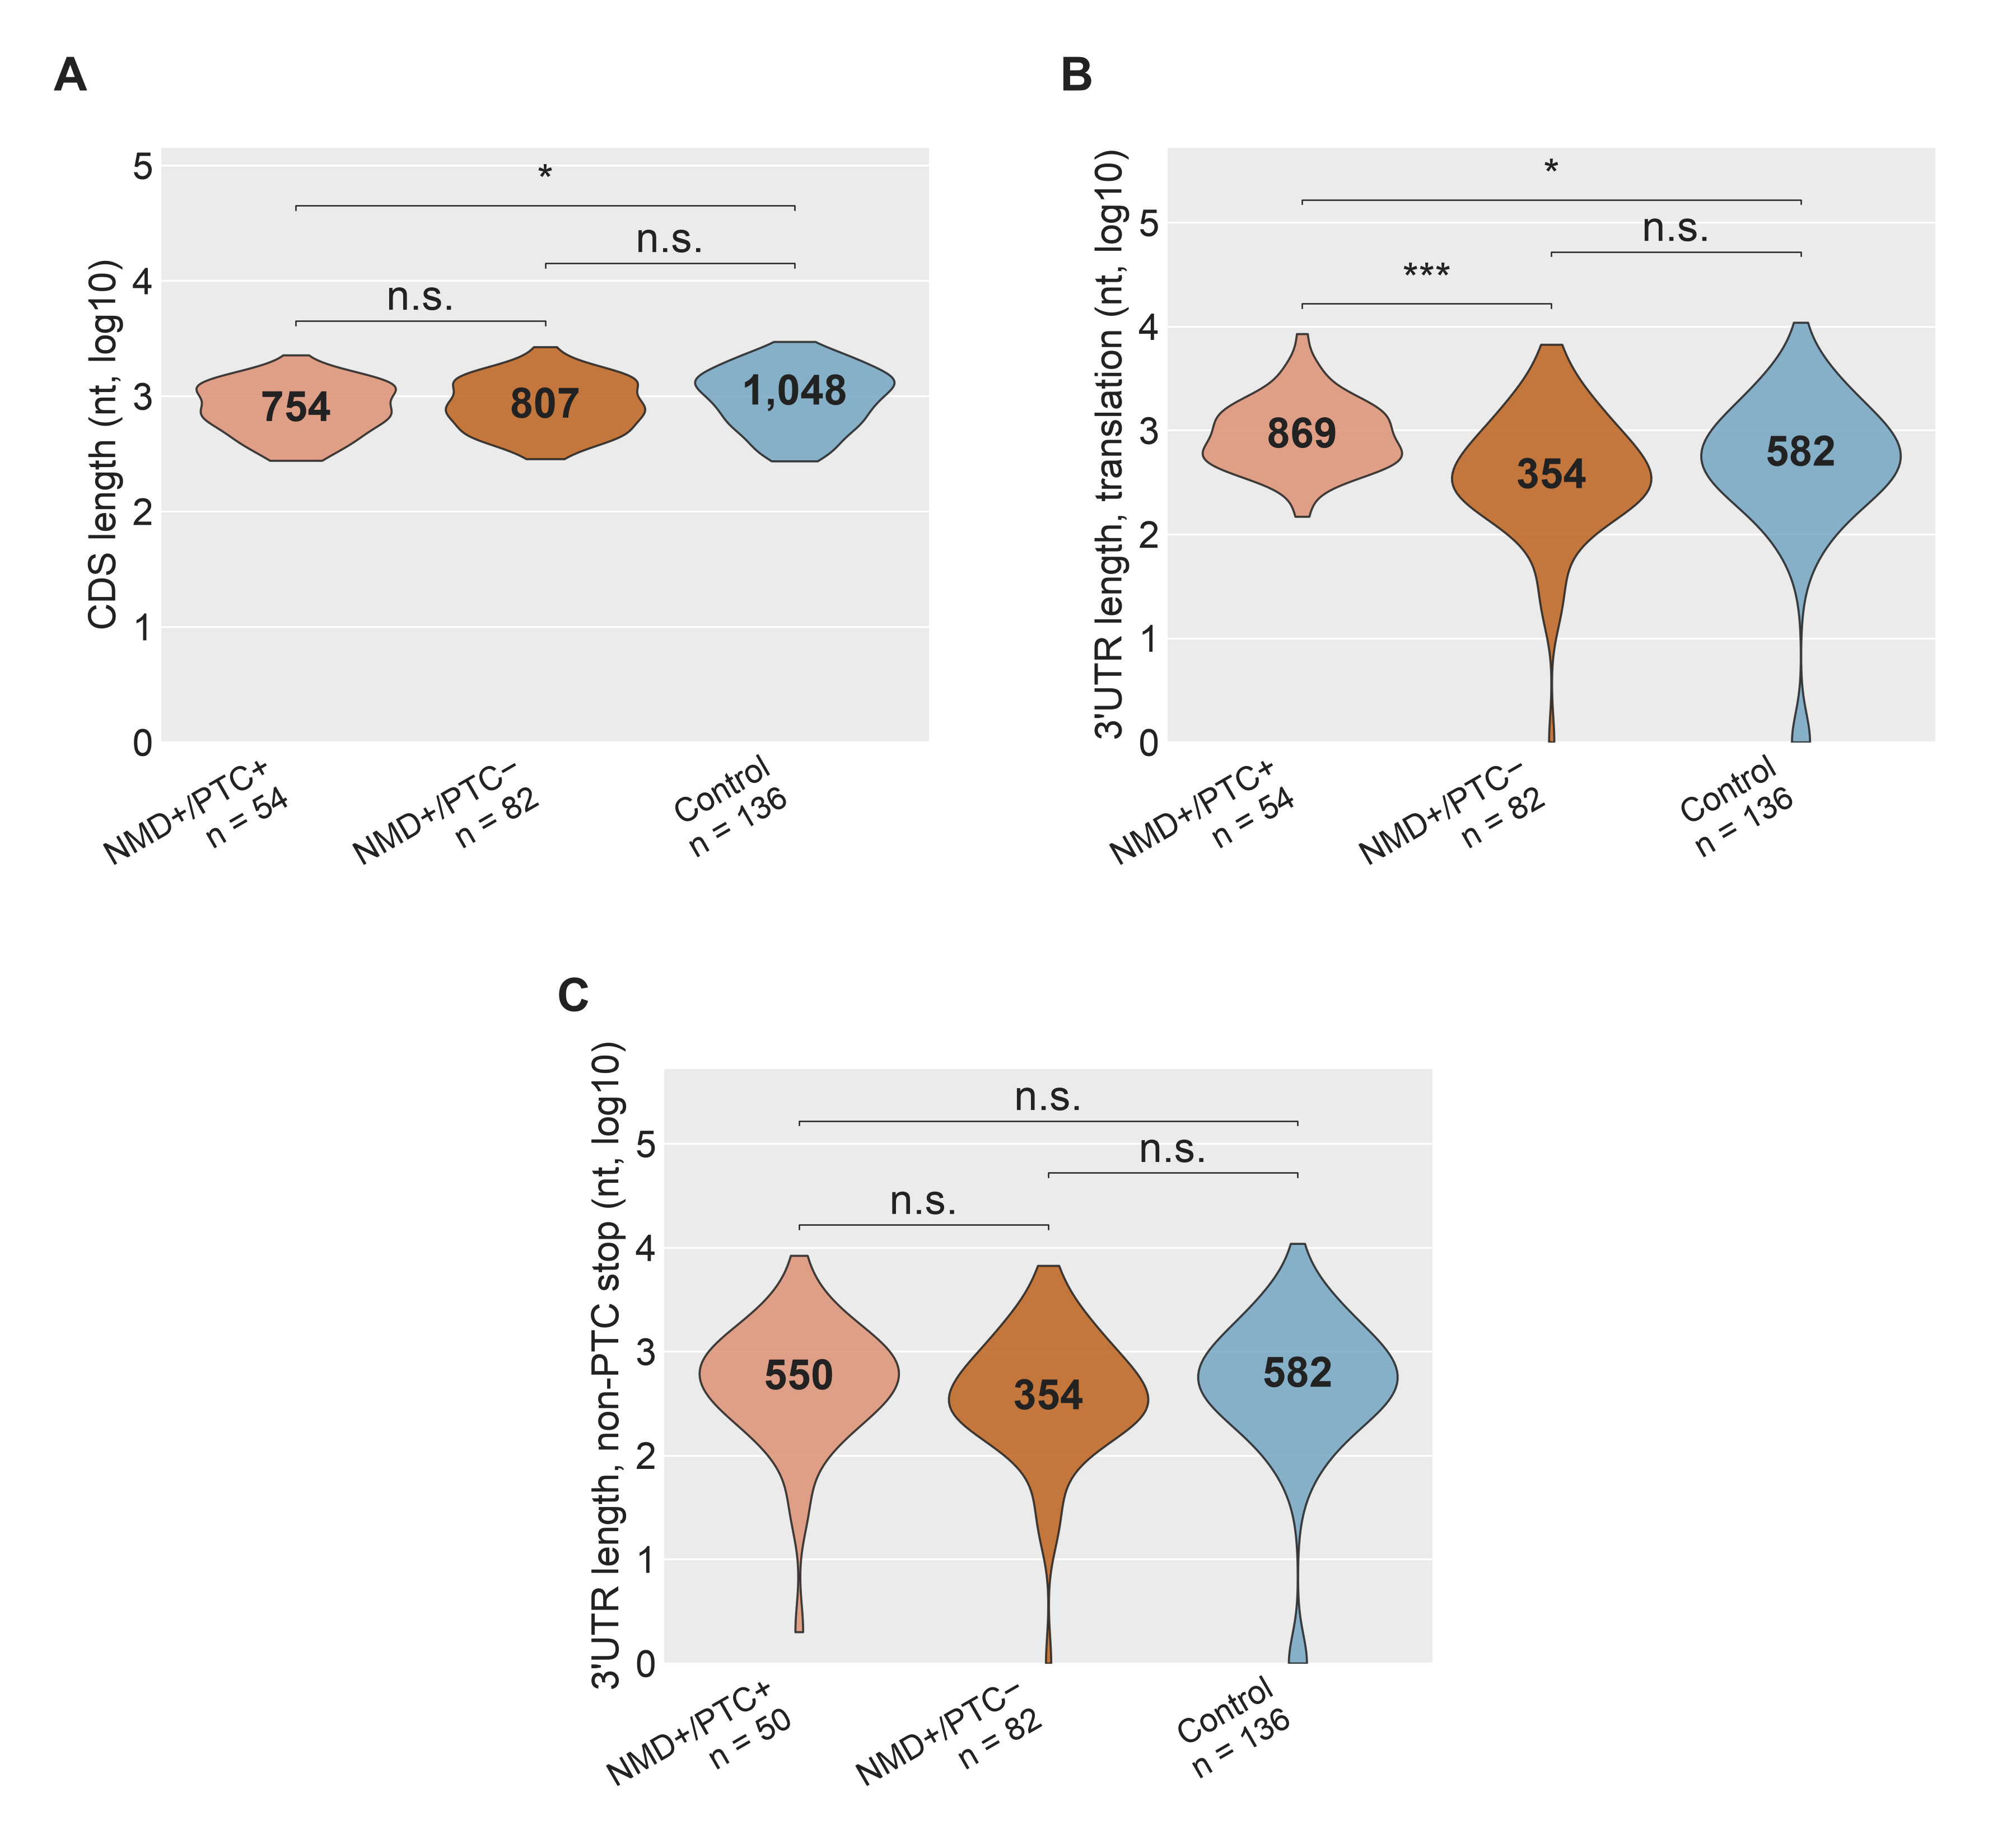 A
CDS length (nt, log10)
5
4
3
2
1
0
*
n.s.
n.s.
754
807
1,048
NMD+/PTC+
n = 54
NMD+/PTC−
n = 82
Control
n = 136
B
3'UTR length, translation (nt, log10)
5
4
3
2
1
0
*
n.s.
***
869
354
582
NMD+/PTC+
n = 54
NMD+/PTC−
n = 82
Control
n = 136
C
3'UTR length, non-PTC stop (nt, log10)
5
4
3
2
1
0
n.s.
n.s.
n.s.
550
354
582
NMD+/PTC+
n = 50
NMD+/PTC−
n = 82
Control
n = 136